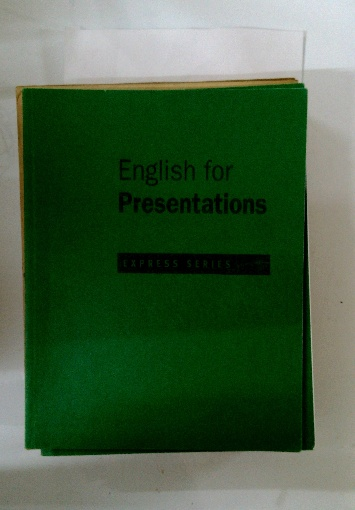 English for
Presentations
EXPRESS SERIES